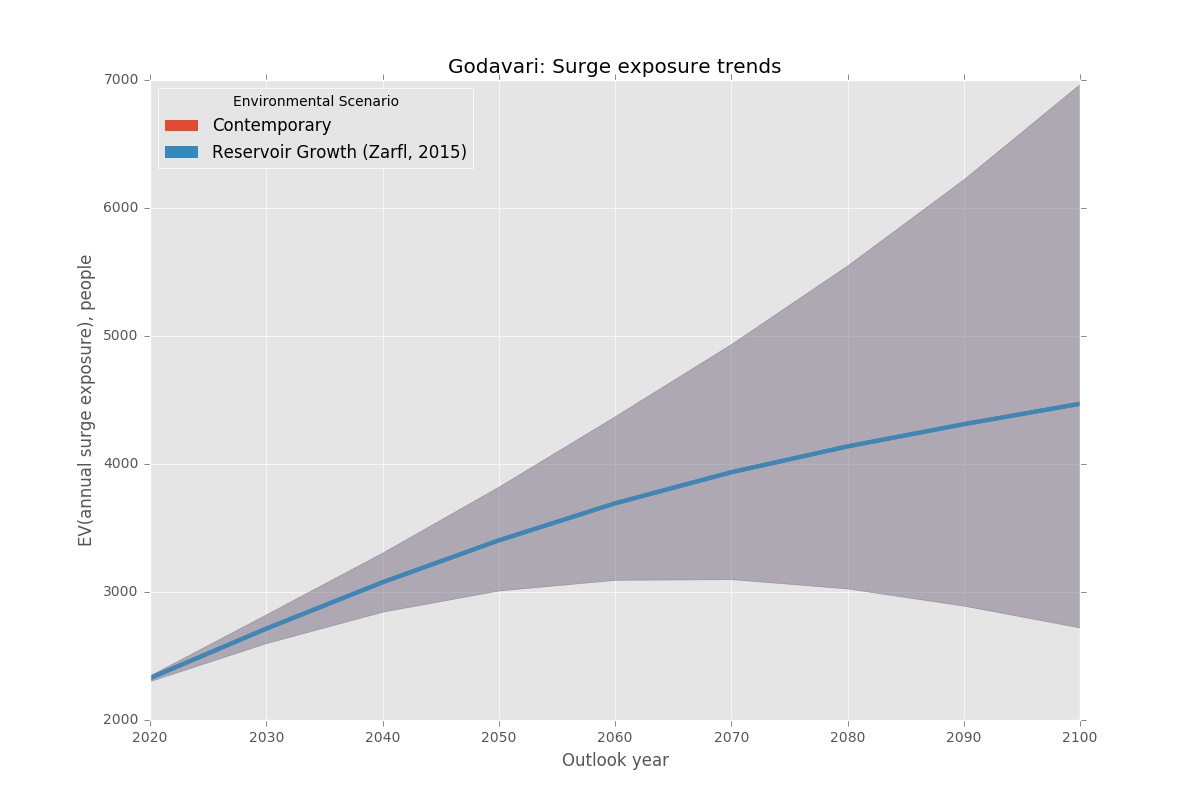 Godavari: Surge exposure trends
7000
6000
5000
4000
3000
2000
EV(annual surge exposure), people
Environmental Scenario
Contemporary
Reservoir Growth (Zarfl, 2015)
2020 2030 2040 2050 2060 2070 2080 2090 2100
Outlook year